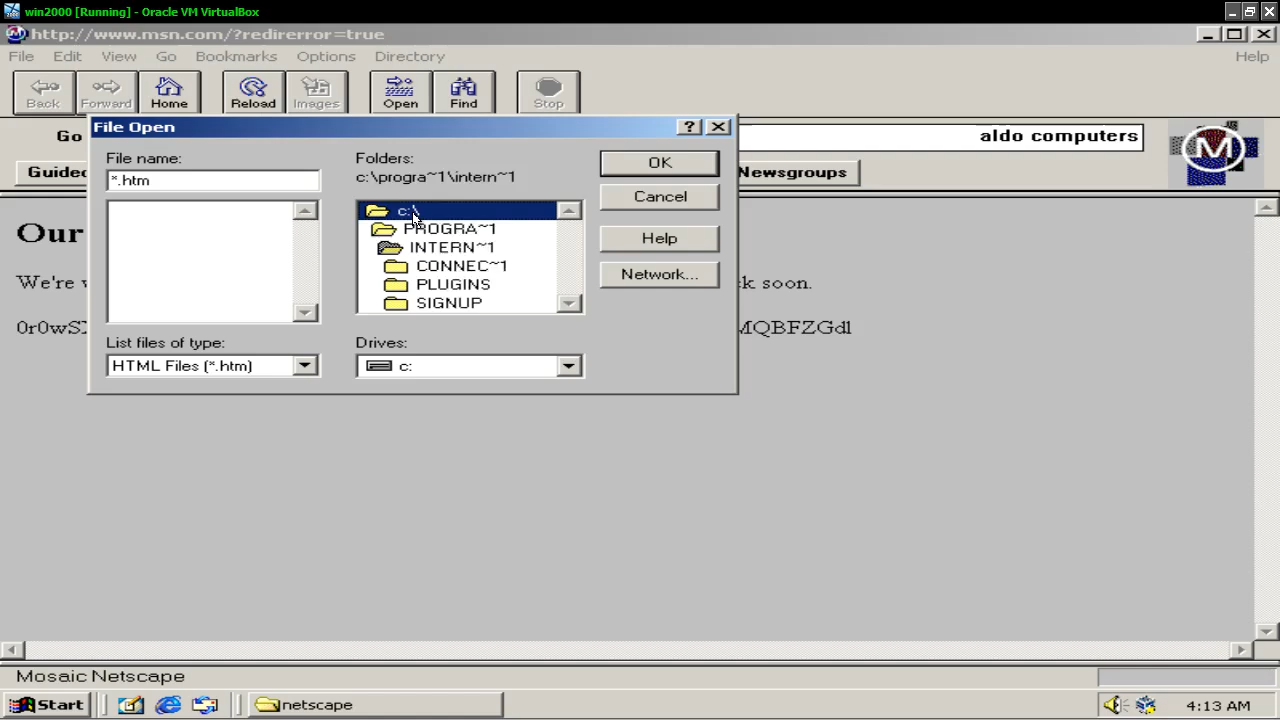 win2000 [Running] - Oracle VM VirtualBox
http://www.msn.com/?redirerror=true
File Edit View Go Bookmarks Options Directory Help
Back Forward Home Reload Images Open Find Stop
File Open
Go aldo computers
File name: Folders: OK
*.htm c:\progra~1\intern~1
Newsgroups
Cancel
c:\
Our
PROGRA~1
Help
INTERN~1
CONNEC~1
Network...
We're PLUGINS soon.
SIGNUP
MQBFZGdl
List files of type: Drives:
HTML Files (*.htm) c:
Mosaic Netscape
Start netscape 4:13 AM